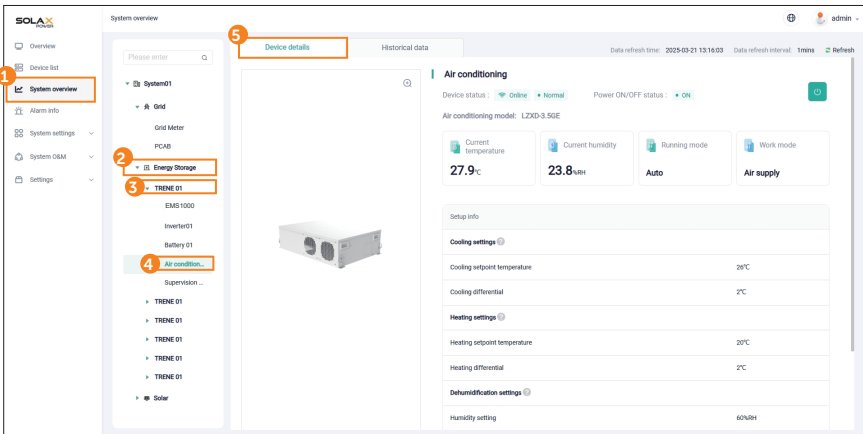 SOLAX
POWER
System overview
admin
Overview
Device list
1
System overview
Alarm info
System settings
System O&M
Settings
Please enter
System01
Grid
Grid Meter
PCAB
2
Energy Storage
3
TRENE 01
EMS1000
Inverter01
Battery 01
4
Air condition...
Supervision ...
TRENE 01
TRENE 01
TRENE 01
TRENE 01
TRENE 01
Solar
5
Device details
Historical data
Data refresh time: 2025-03-21 13:16:03 Data refresh interval: 1mins Refresh
Air conditioning
Device status : Online Normal Power ON/OFF status : ON
Air conditioning model: LZXD-3.5GE
Current temperature
27.9℃
Current humidity
23.8%RH
Running mode
Auto
Work mode
Air supply
Setup info
Cooling settings ?
Cooling setpoint temperature 26℃
Cooling differential 2℃
Heating settings ?
Heating setpoint temperature 20℃
Heating differential 2℃
Dehumidification settings ?
Humidity setting 60%RH